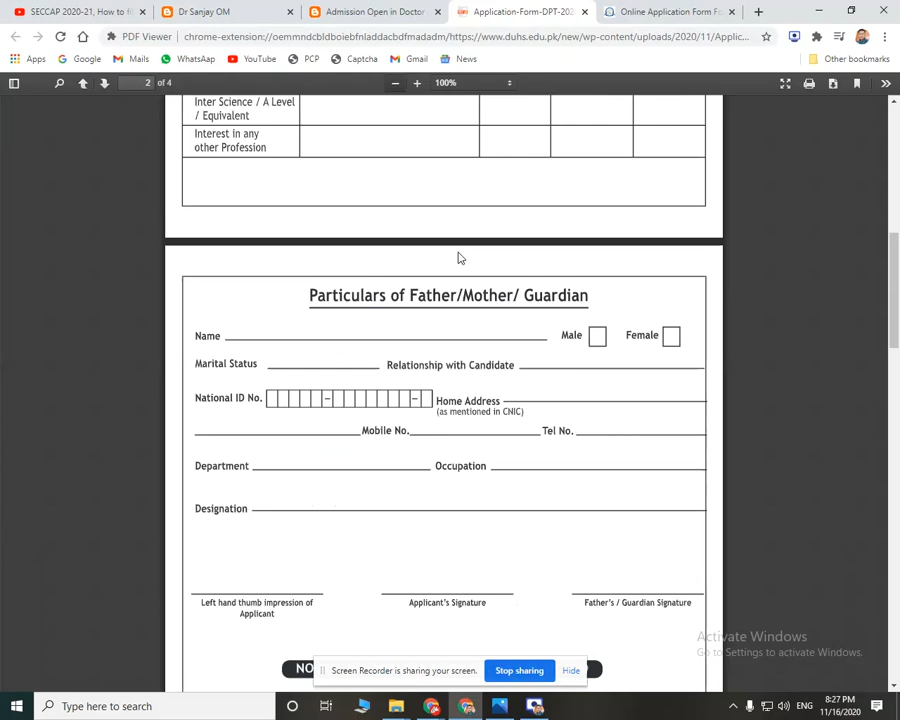 SECCAP 2020-21, How to fi
Dr Sanjay OM
Admission Open in Doctor
Application-Form-DPT-202
Online Application Form Fo
PDF Viewer
chrome-extension://oemmndcbldboiebfnladdacbdfmadadm/https://www.duhs.edu.pk/new/wp-content/uploads/2020/11/Applic...
Apps
Google
Mails
WhatsApp
YouTube
PCP
Captcha
Gmail
News
Other bookmarks
2 of 4
100%
Inter Science / A Level
/ Equivalent
Interest in any
other Profession
Particulars of Father/Mother/ Guardian
Name Male Female
Marital Status Relationship with Candidate
National ID No. – – Home Address
(as mentioned in CNIC)
Mobile No. Tel No.
Department Occupation
Designation
Left hand thumb impression of
Applicant
Applicant's Signature
Father's / Guardian Signature
Activate Windows
Go to Settings to activate Windows.
NO
Screen Recorder is sharing your screen.
Stop sharing
Hide
Type here to search
ENG
8:27 PM
11/16/2020